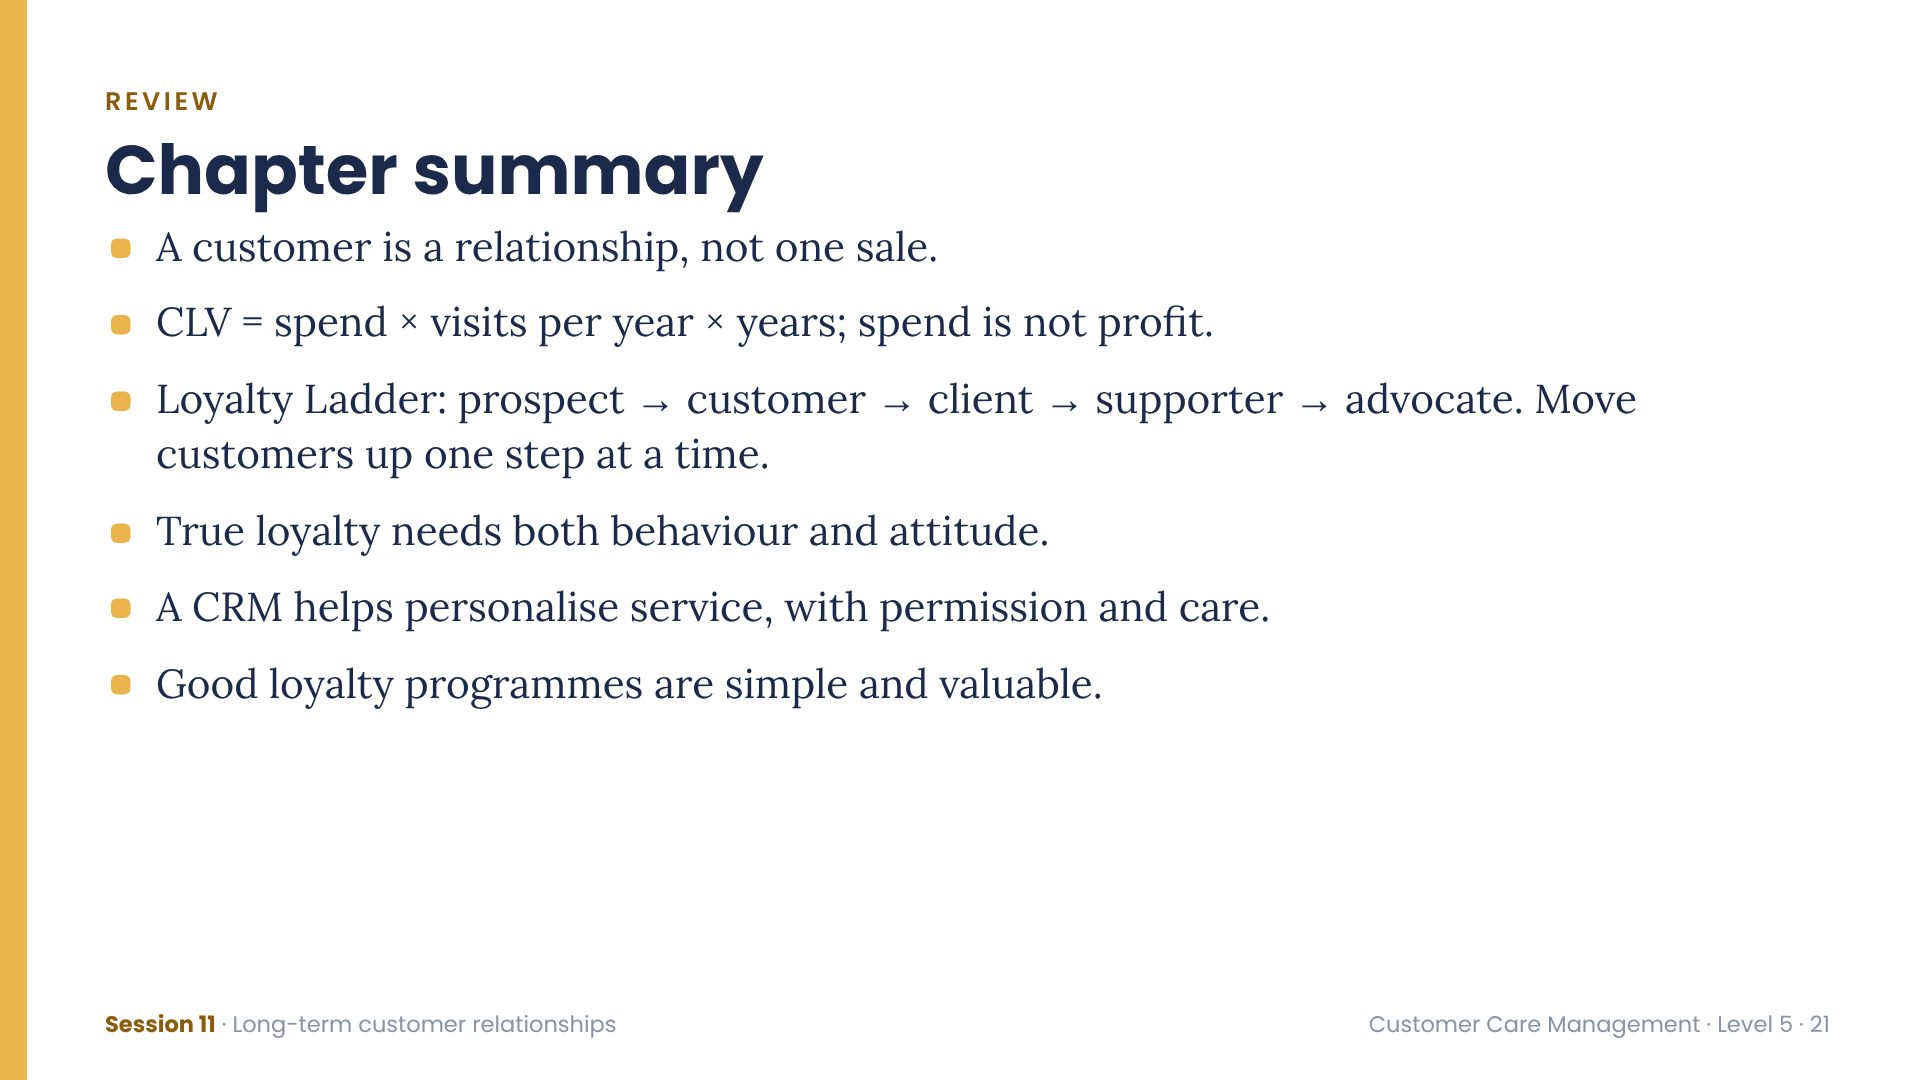 REVIEW
Chapter summary
A customer is a relationship, not one sale.
CLV = spend × visits per year × years; spend is not profit.
Loyalty Ladder: prospect → customer → client → supporter → advocate. Move
customers up one step at a time.
True loyalty needs both behaviour and attitude.
A CRM helps personalise service, with permission and care.
Good loyalty programmes are simple and valuable.
Session 11 · Long-term customer relationships
Customer Care Management · Level 5 · 21